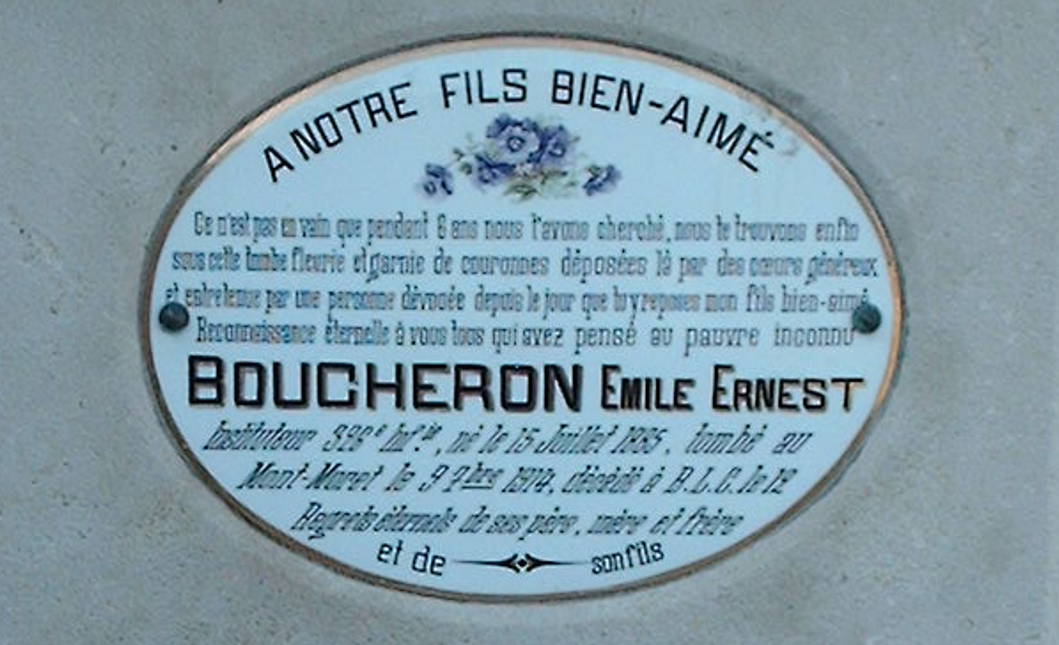 A NOTRE FILS BIEN-AIMÉ
Ce n'est pas en vain que pendant 6 ans nous t'avons cherché, nous te trouvons enfin
sous cette tombe fleurie et garnie de couronnes déposées là par des cœurs généreux
et entretenue par une personne dévouée depuis le jour que tu y reposes mon fils bien-aimé
Reconnaissance éternelle à vous tous qui avez pensé au pauvre inconnu
BOUCHERON EMILE ERNEST
Instituteur 326e Inf.ie, né le 15 Juillet 1885, tombé au
Mont-Moret le 9 7bres 1914, décédé à B.L.C. le 12
Regrets éternels de ses père, mère et frère
et de son fils